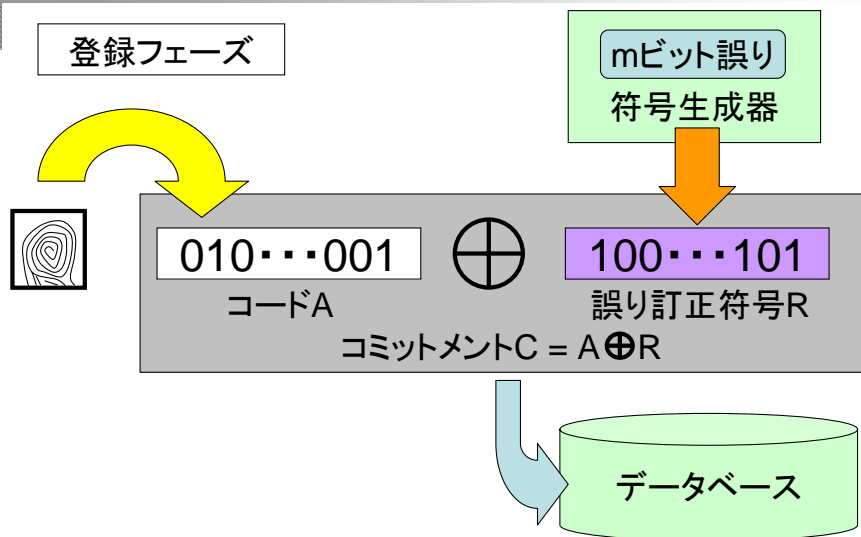 登録フェーズ
mビット誤り
符号生成器
010・・・001 ⊕ 100・・・101
コードA 誤り訂正符号R
コミットメントC = A⊕R
データベース